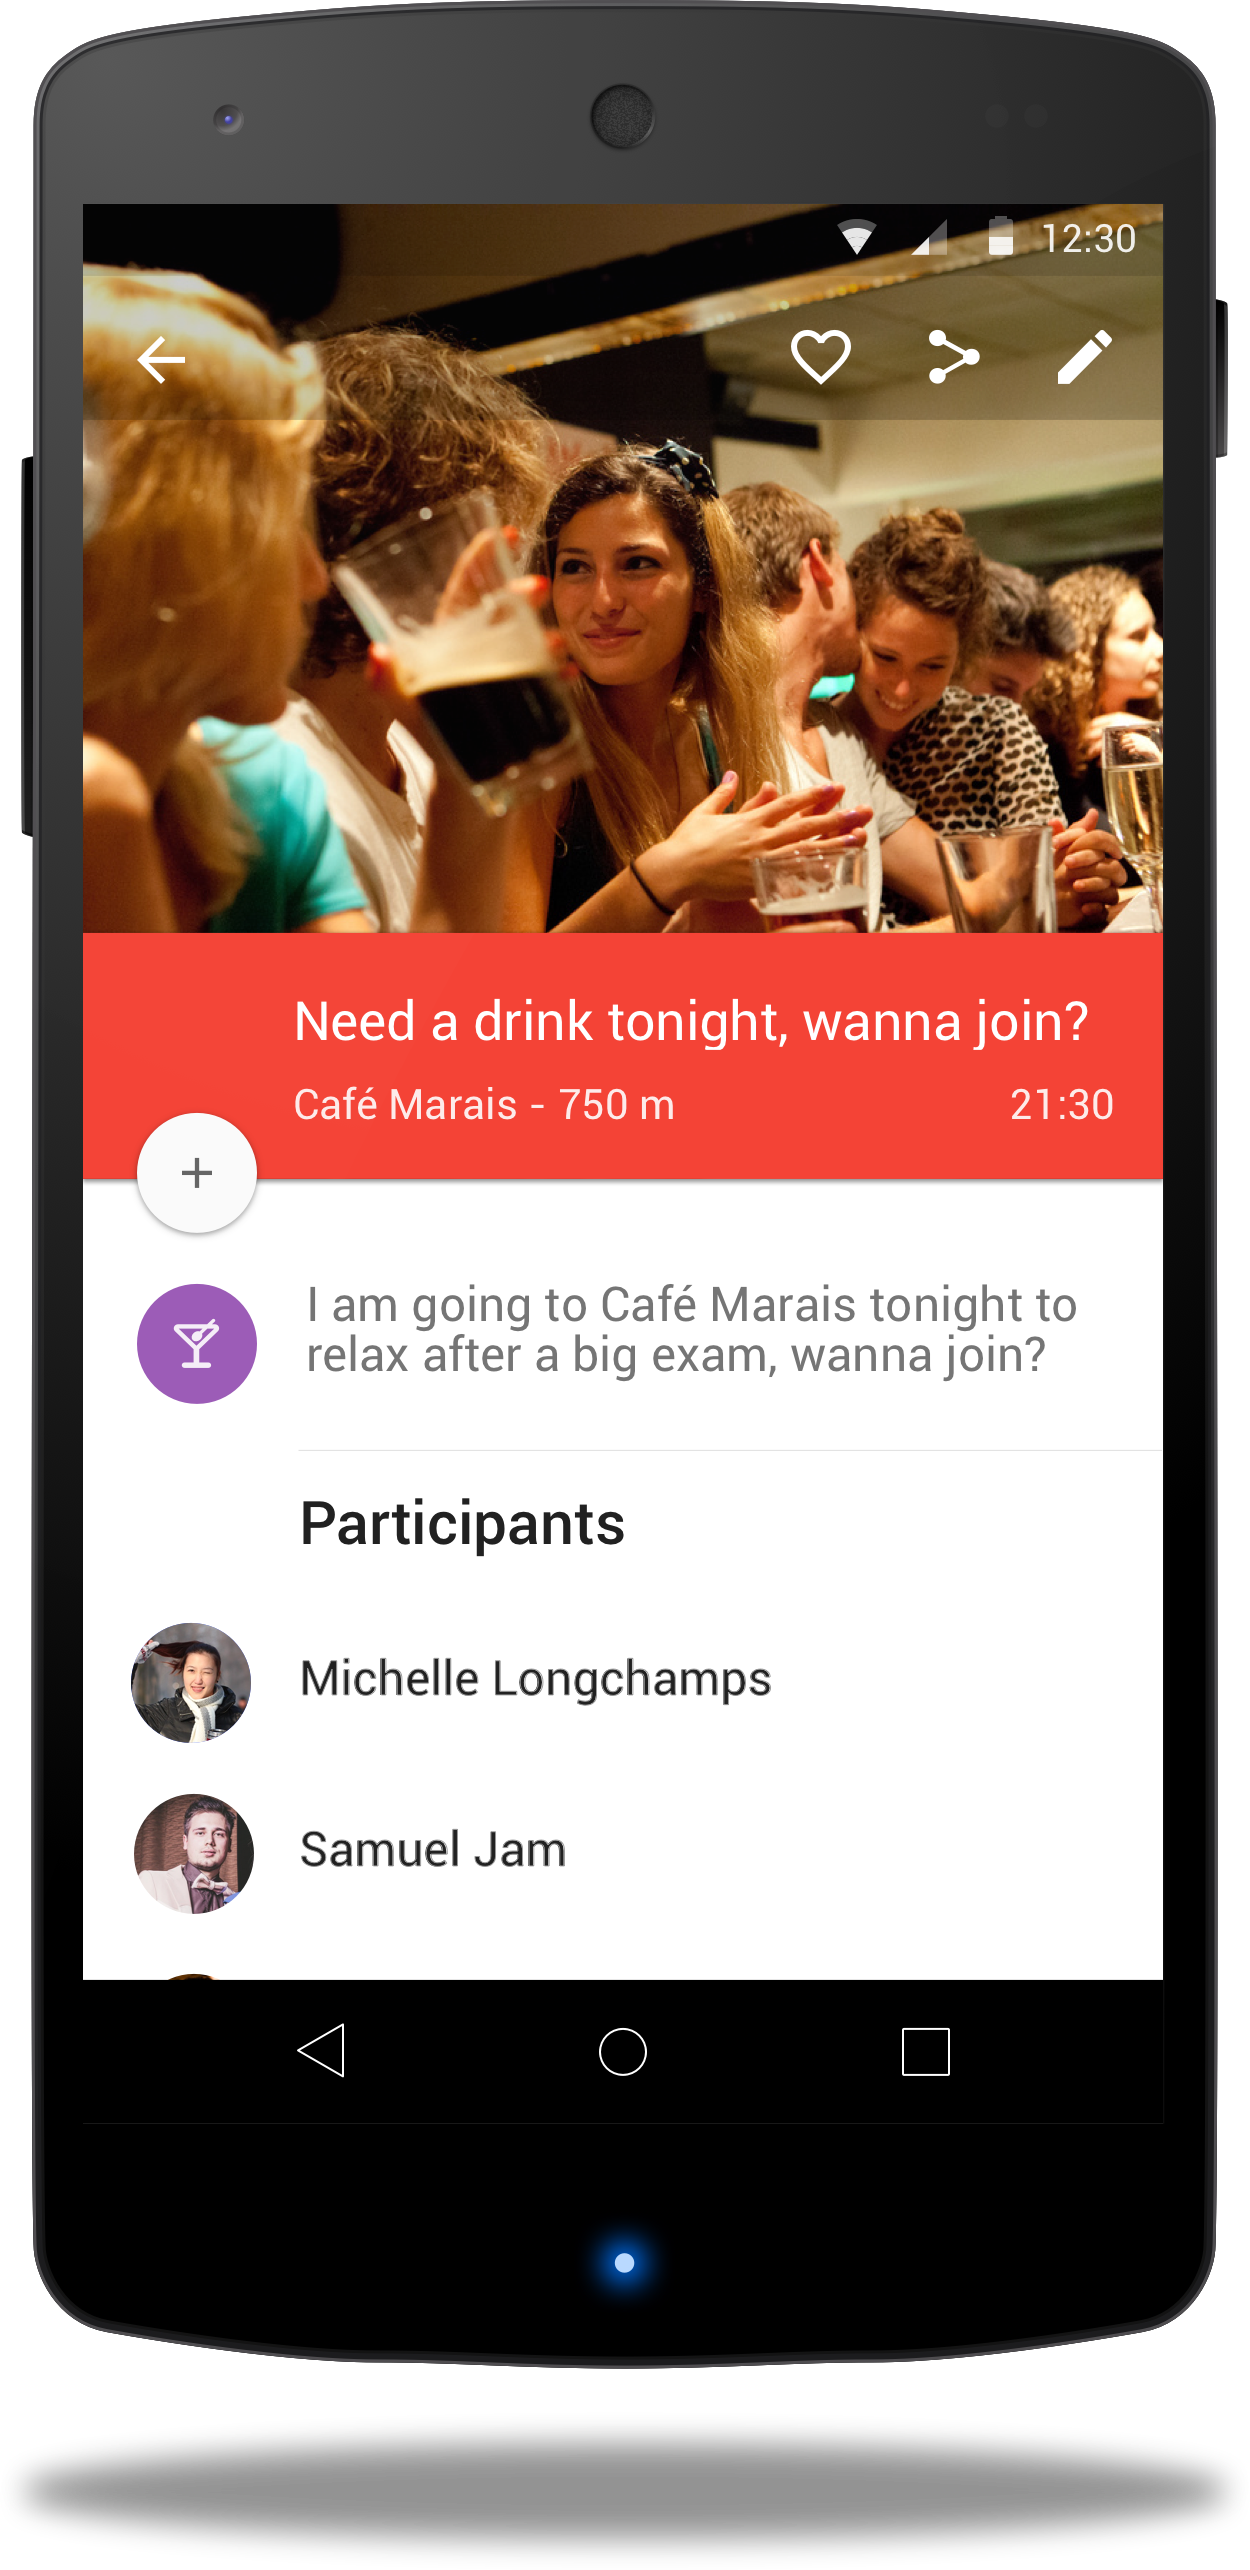 12:30
Need a drink tonight, wanna join?
Café Marais - 750 m 21:30
I am going to Café Marais tonight to
relax after a big exam, wanna join?
Participants
Michelle Longchamps
Samuel Jam